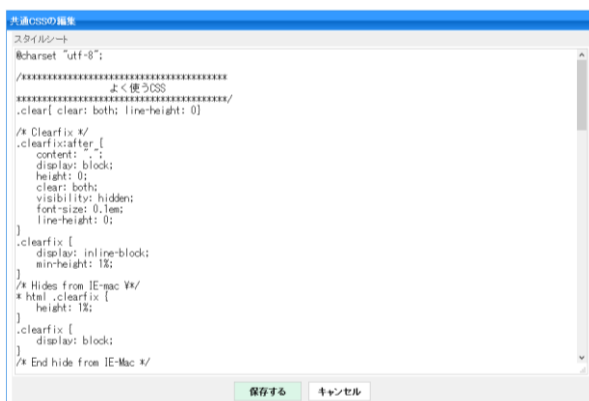 共通CSSの編集
スタイルシート
@charset "utf-8";
/******************************************
よく使うCSS
******************************************/
.clear{ clear: both; line-height: 0}
/* Clearfix */
.clearfix:after {
content: ".";
display: block;
height: 0;
clear: both;
visibility: hidden;
font-size: 0.1em;
line-height: 0;
}
.clearfix {
display: inline-block;
min-height: 1%;
}
/* Hides from IE-mac ¥*/
* html .clearfix {
height: 1%;
}
.clearfix {
display: block;
}
/* End hide from IE-Mac */
保存する キャンセル